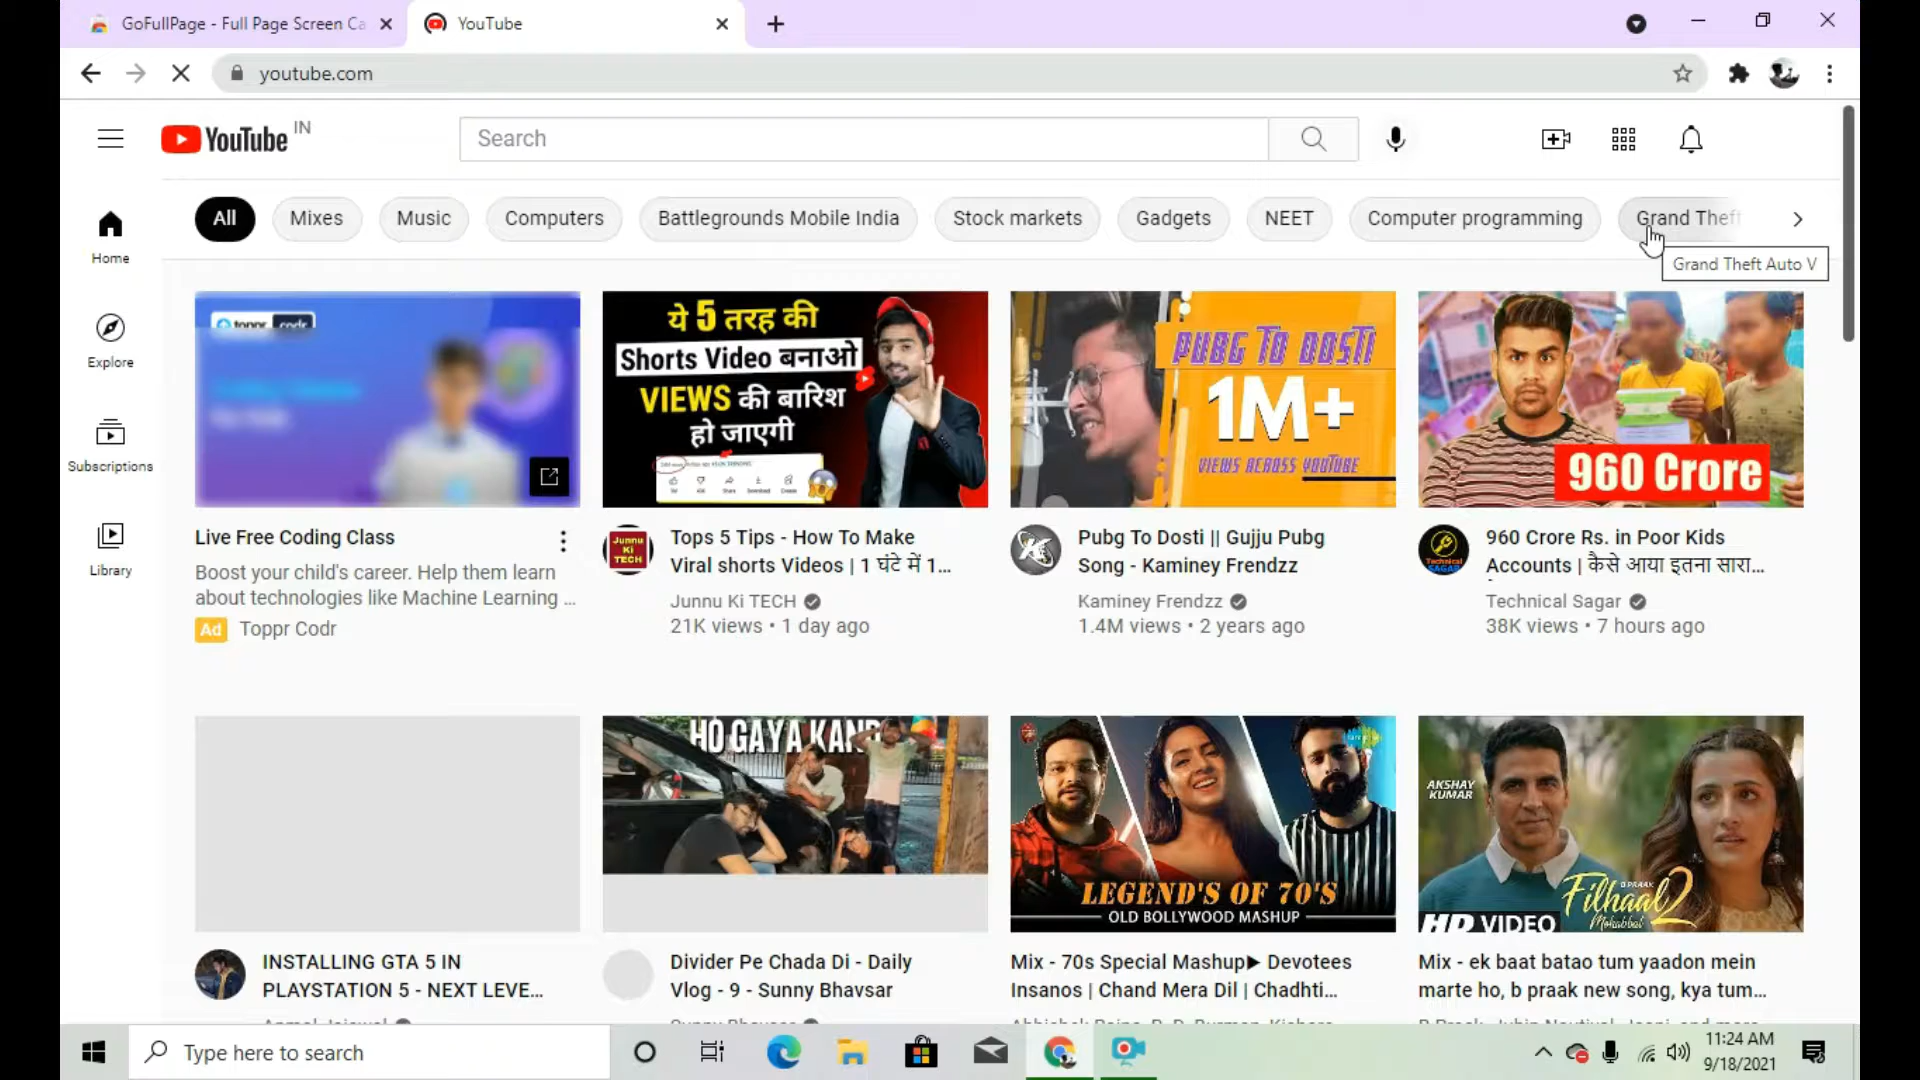 GoFullPage - Full Page Screen Ca
YouTube
youtube.com
YouTube IN
Search
All
Mixes
Music
Computers
Battlegrounds Mobile India
Stock markets
Gadgets
NEET
Computer programming
Grand Theft
Grand Theft Auto V
Home
Explore
Subscriptions
Library
toppr codr
ये 5 तरह की
Shorts Video बनाओ
VIEWS की बारिश
हो जाएगी
PUBG TO DOSTI
1M+
VIEWS ACROSS YOUTUBE
960 Crore
Live Free Coding Class
Boost your child's career. Help them learn
about technologies like Machine Learning ...
Ad Toppr Codr
Junnu
Ki
TECH
Tops 5 Tips - How To Make
Viral shorts Videos | 1 घंटे में 1...
Junnu Ki TECH
21K views • 1 day ago
Pubg To Dosti || Gujju Pubg
Song - Kaminey Frendzz
Kaminey Frendzz
1.4M views • 2 years ago
Technical
SAGAR
960 Crore Rs. in Poor Kids
Accounts | कैसे आया इतना सारा...
Technical Sagar
38K views • 7 hours ago
HO GAYA KAND
LEGEND'S OF 70'S
OLD BOLLYWOOD MASHUP
AKSHAY
KUMAR
B PRAAK
Filhaal2
Mohabbat
HD VIDEO
INSTALLING GTA 5 IN
PLAYSTATION 5 - NEXT LEVE...
Divider Pe Chada Di - Daily
Vlog - 9 - Sunny Bhavsar
Mix - 70s Special Mashup▶ Devotees
Insanos | Chand Mera Dil | Chadhti...
Mix - ek baat batao tum yaadon mein
marte ho, b praak new song, kya tum...
Type here to search
11:24 AM
9/18/2021